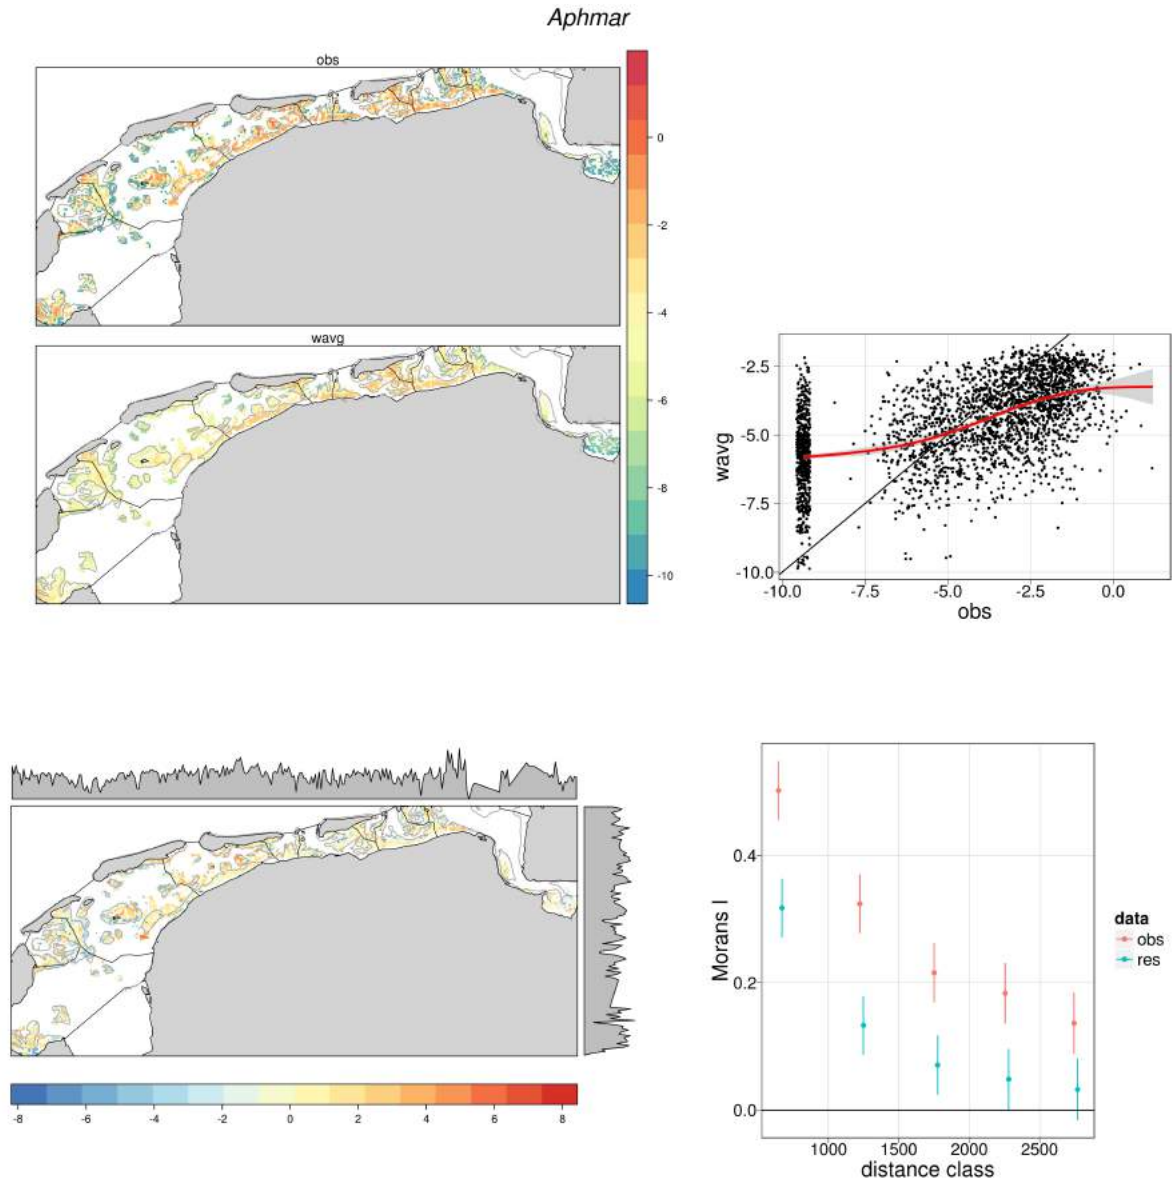 Aphmar
obs
0
-2
-4
-6
-8
-10
wavg
wavg
-2.5
-5.0
-7.5
-10.0
-10.0 -7.5 -5.0 -2.5 0.0
obs
-8 -6 -4 -2 0 2 4 6 8
Morans I
0.4
0.2
0.0
1000 1500 2000 2500
distance class
data
obs
res